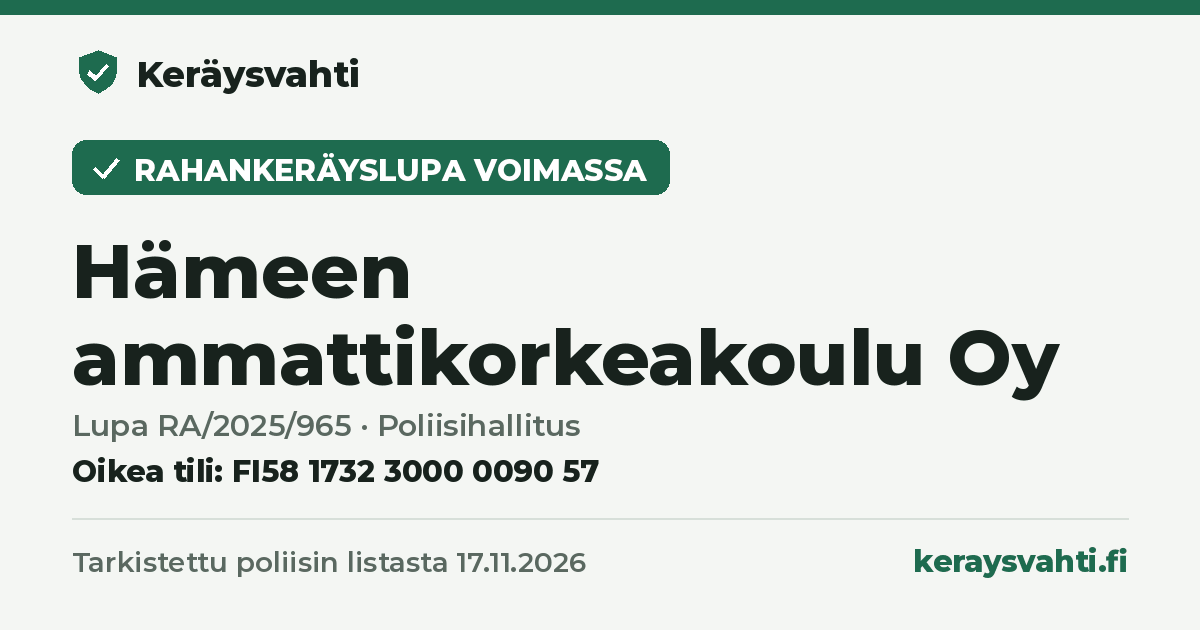 Keräysvahti
RAHANKERÄYSLUPA VOIMASSA
Hämeen
ammattikorkeakoulu Oy
Lupa RA/2025/965 · Poliisihallitus
Oikea tili: FI58 1732 3000 0090 57
Tarkistettu poliisin listasta 17.11.2026
keraysvahti.fi